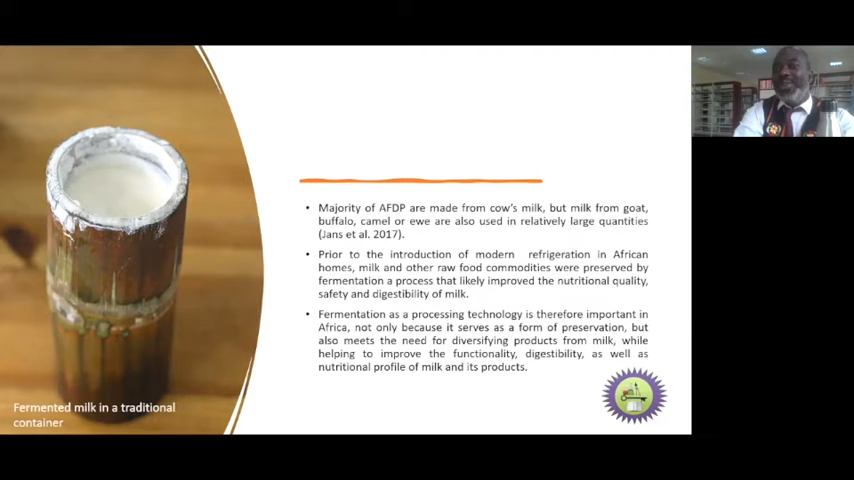 • Majority of AFDP are made from cow's milk, but milk from goat,
buffalo, camel or ewe are also used in relatively large quantities
(Jans et al. 2017).
• Prior to the introduction of modern refrigeration in African
homes, milk and other raw food commodities were preserved by
fermentation a process that likely improved the nutritional quality,
safety and digestibility of milk.
• Fermentation as a processing technology is therefore important in
Africa, not only because it serves as a form of preservation, but
also meets the need for diversifying products from milk, while
helping to improve the functionality, digestibility, as well as
nutritional profile of milk and its products.
Fermented milk in a traditional
container